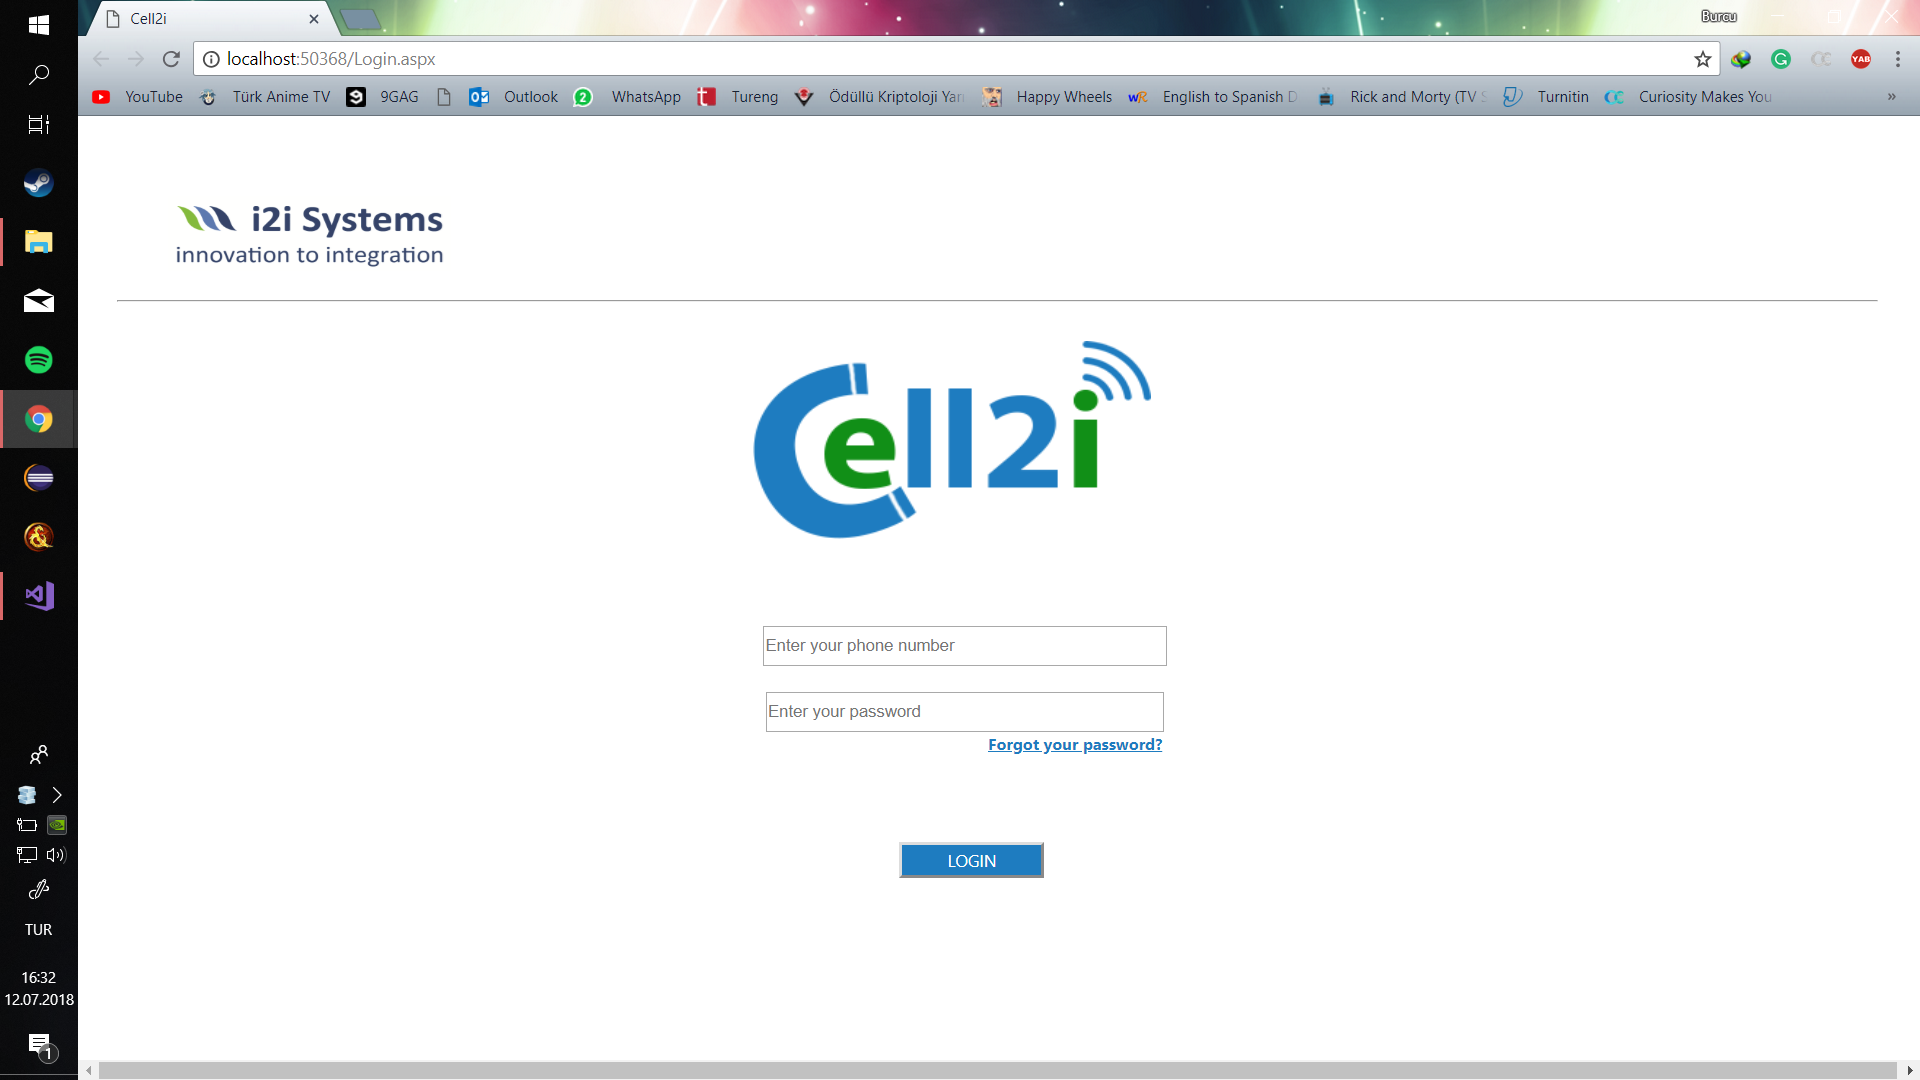 Cell2i
Burcu
localhost:50368/Login.aspx
YouTube Türk Anime TV 9GAG Outlook 2 WhatsApp Tureng Ödüllü Kriptoloji Yar Happy Wheels English to Spanish D Rick and Morty (TV S Turnitin Curiosity Makes You »
i2i Systems
innovation to integration
Cell2i
Enter your phone number
Enter your password
Forgot your password?
LOGIN
TUR
16:32
12.07.2018
1